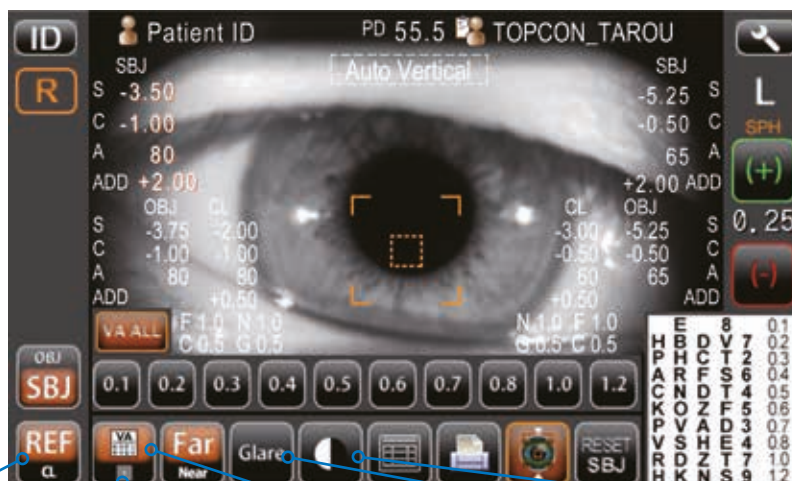 ID Patient ID PD 55.5 TOPCON_TAROU
Auto Vertical
R
SBJ
S -3.50
C -1.00
A 80
ADD +2.00
OBJ CL
S -3.75 -2.00
C -1.00 -1.00
A 80 80
ADD +0.50
SBJ
-5.25 S
-0.50 C
65 A
+2.00 ADD
CL OBJ
-3.00 -5.25 S
-0.50 -0.50 C
60 65 A
+0.50 ADD
L
SPH
(+)
0.25
(-)
VA ALL
F 1.0 N 1.0
C 0.5 G 0.5
N 1.0 F 1.0
G 0.5 C 0.5
E 8 0.1
H B D V 7 0.2
P H C T 2 0.3
A R F S 6 0.4
C N D T 4 0.5
K O Z F 5 0.6
P V A D 3 0.7
V S H E 4 0.8
R D Z T 7 1.0
H K N S 9 1.2
OBJ
SBJ
0.1 0.2 0.3 0.4 0.5 0.6 0.7 0.8 1.0 1.2
REF
CL
VA
Far
Near
Glare
RESET
SBJ